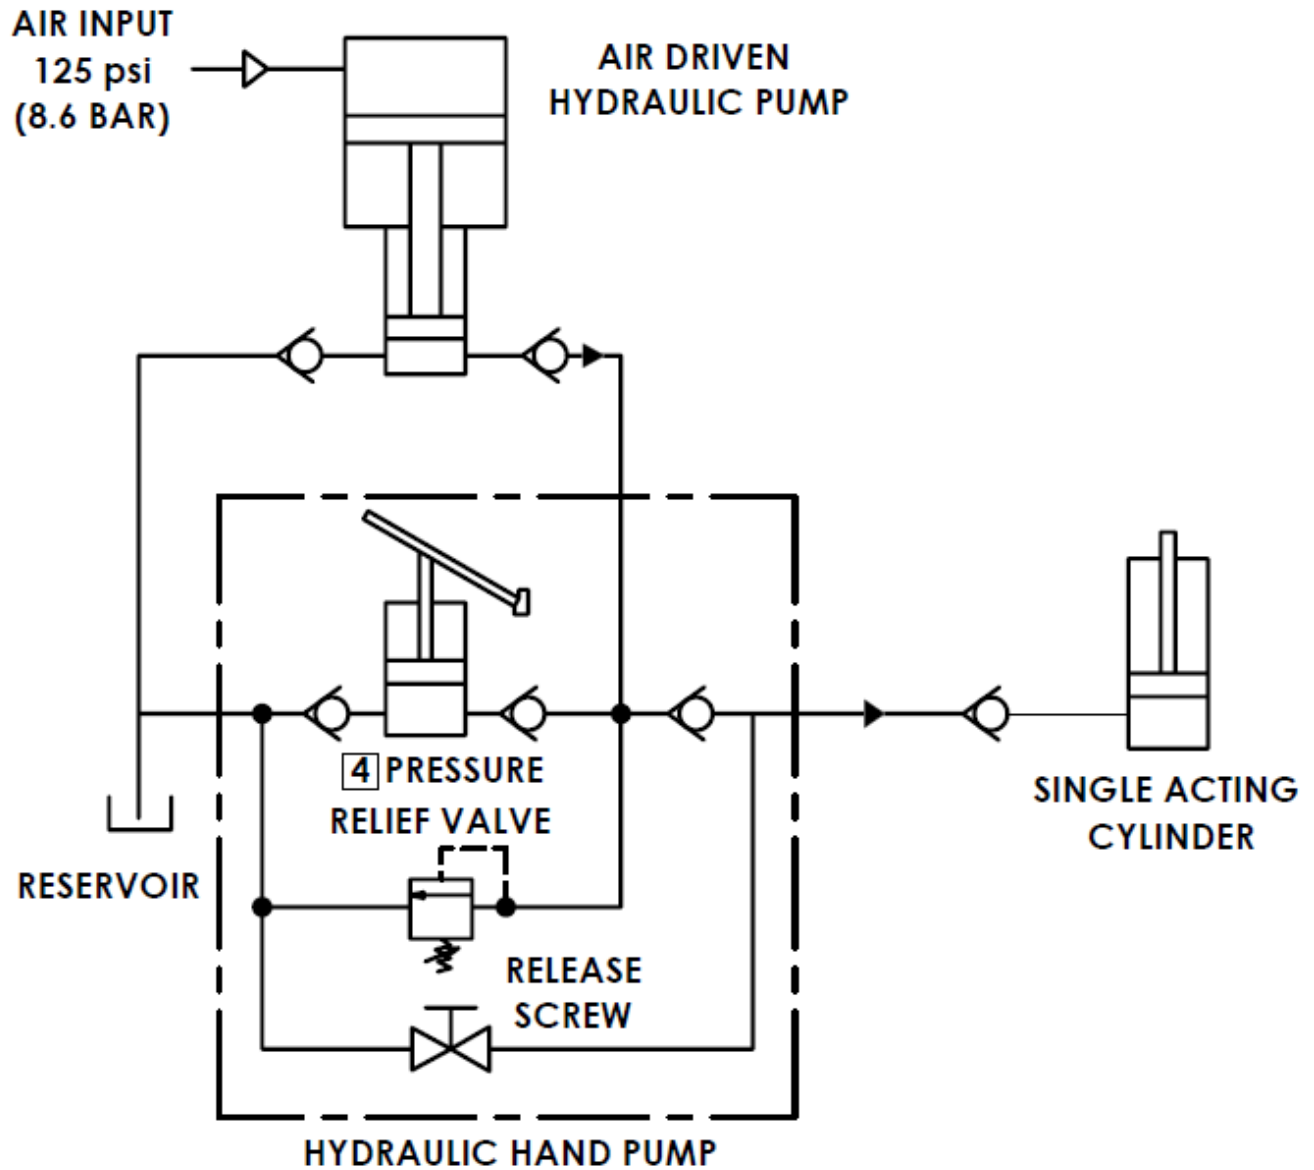 AIR INPUT
125 psi
(8.6 BAR)
AIR DRIVEN
HYDRAULIC PUMP
4 PRESSURE
RELIEF VALVE
SINGLE ACTING
CYLINDER
RESERVOIR
RELEASE
SCREW
HYDRAULIC HAND PUMP